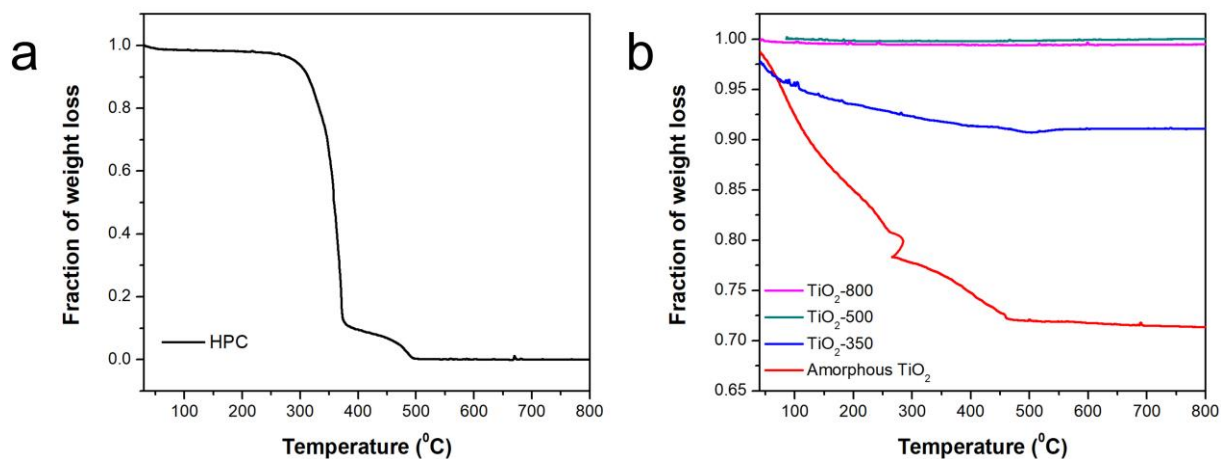 a
Fraction of weight loss
1.0
0.8
0.6
0.4
0.2
0.0
HPC
100 200 300 400 500 600 700 800
Temperature (⁰C)
b
Fraction of weight loss
1.00
0.95
0.90
0.85
0.80
0.75
0.70
0.65
TiO₂-800
TiO₂-500
TiO₂-350
Amorphous TiO₂
100 200 300 400 500 600 700 800
Temperature (⁰C)